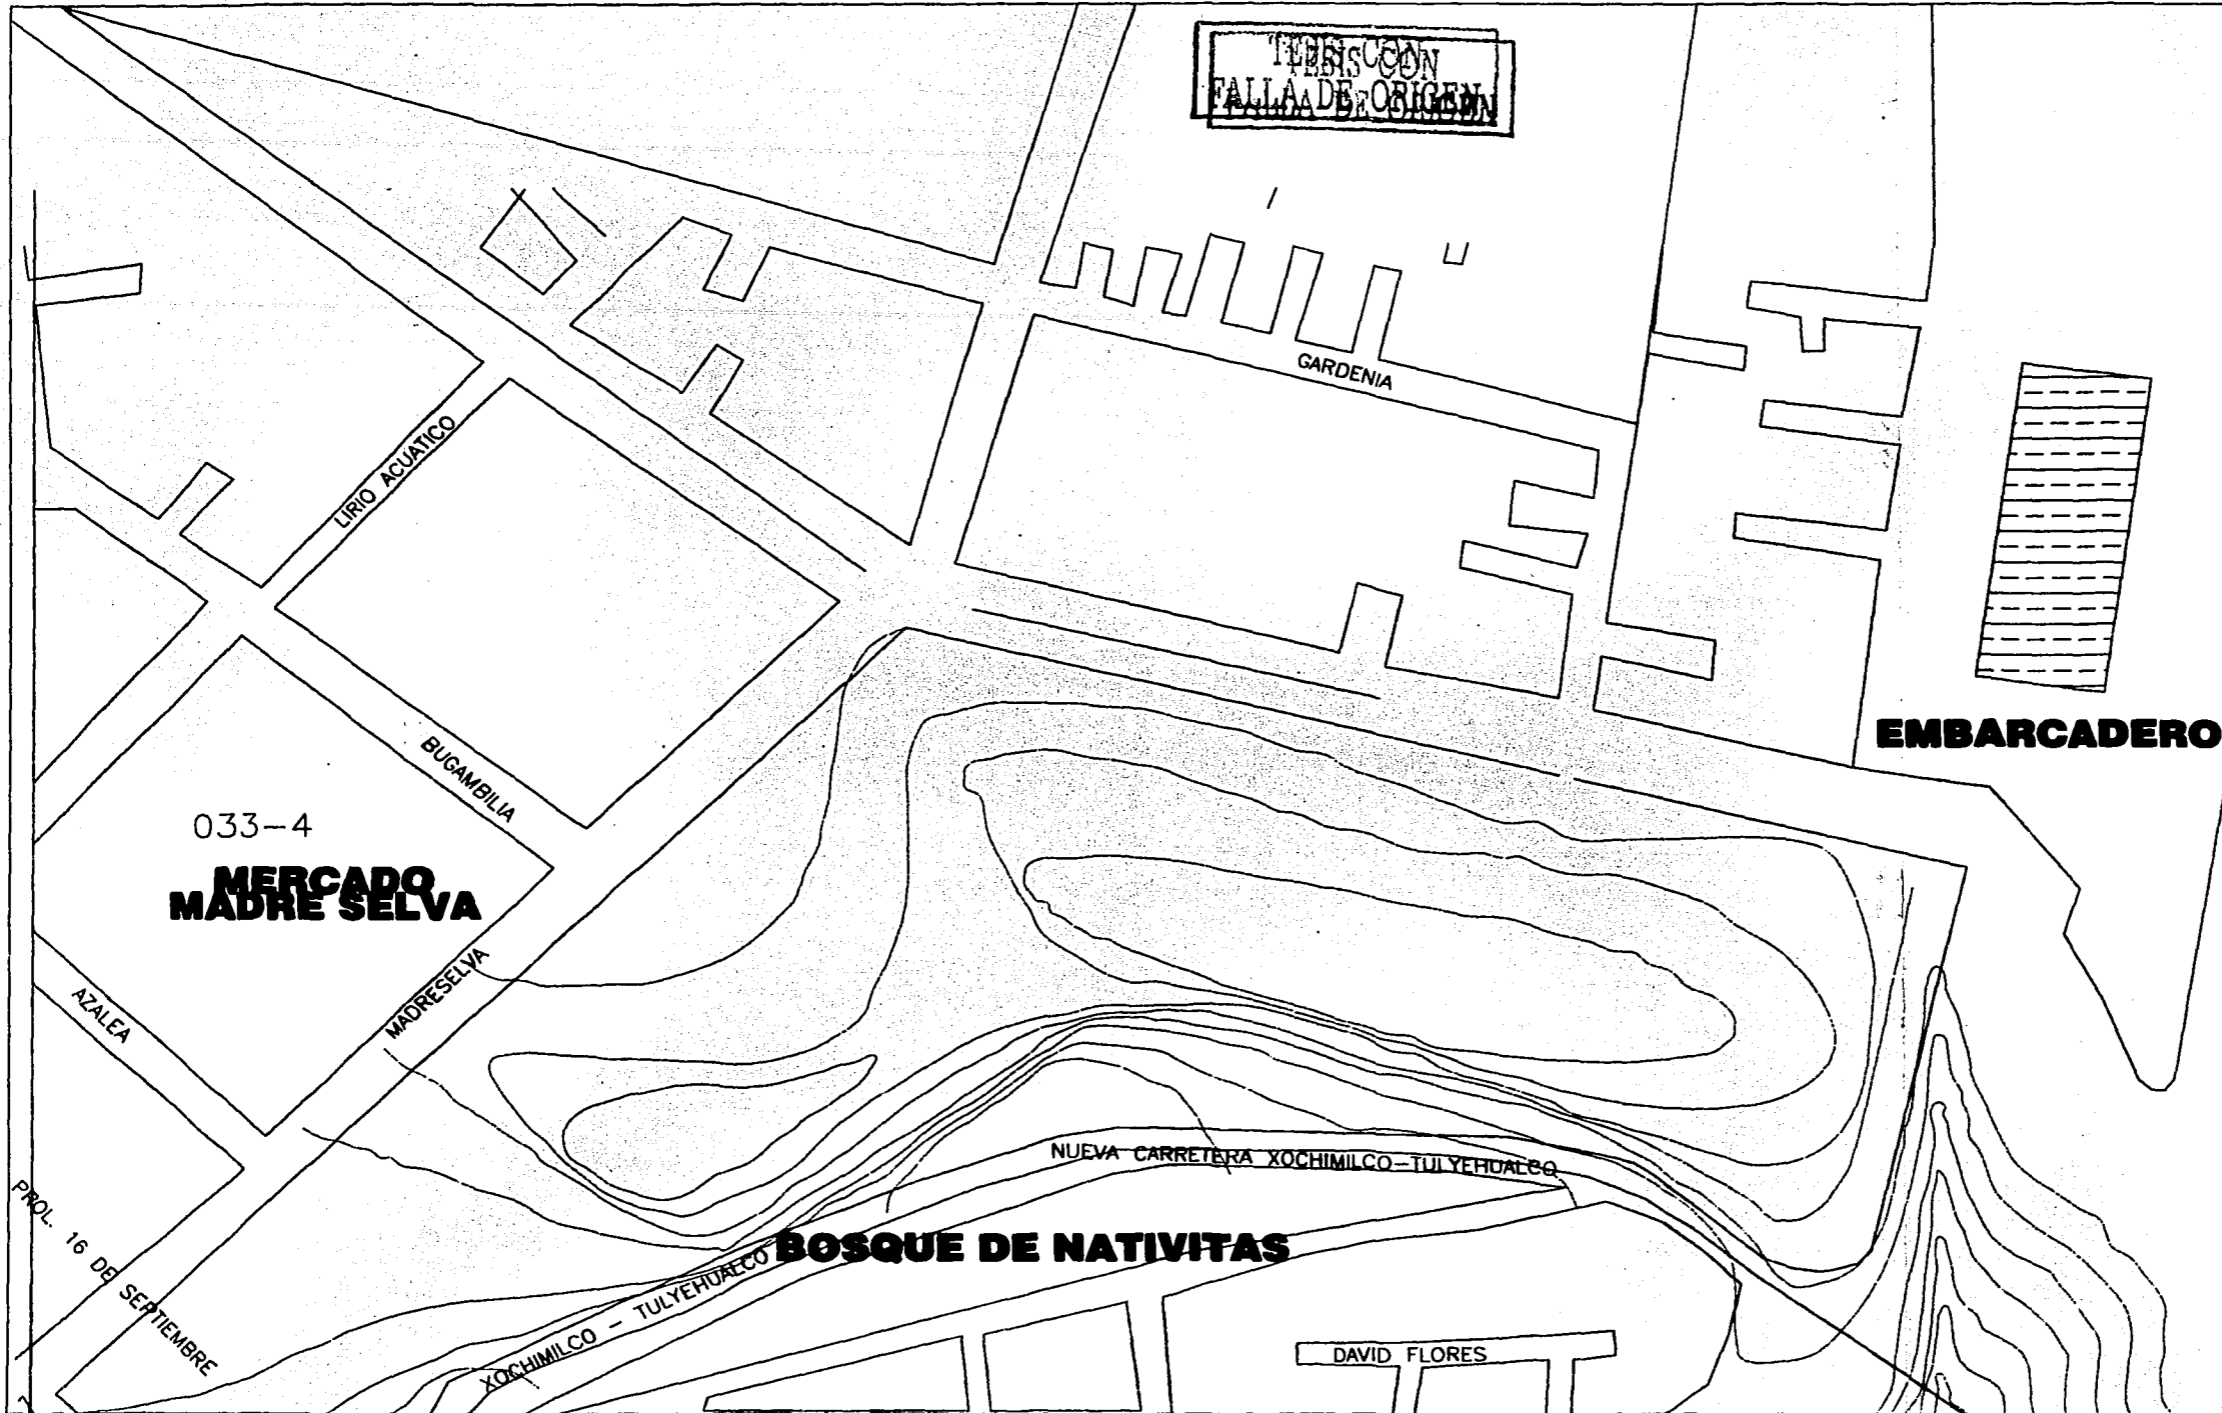 TESIS CON
FALLA DE ORIGEN
GARDENIA
LIRIO ACUATICO
EMBARCADERO
BUGAMBILIA
033-4
MERCADO
MADRE SELVA
MADRESELVA
AZALEA
NUEVA CARRETERA XOCHIMILCO-TULYEHUALCO
PROL. 16 DE SEPTIEMBRE
BOSQUE DE NATIVITAS
XOCHIMILCO - TULYEHUALCO
DAVID FLORES